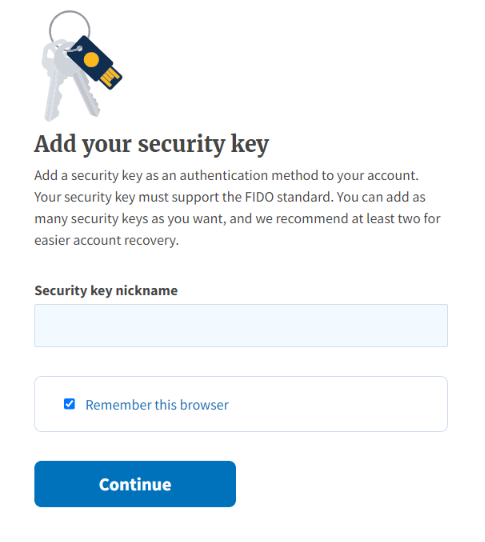 Add your security key
Add a security key as an authentication method to your account.
Your security key must support the FIDO standard. You can add as
many security keys as you want, and we recommend at least two for
easier account recovery.
Security key nickname
Remember this browser
Continue